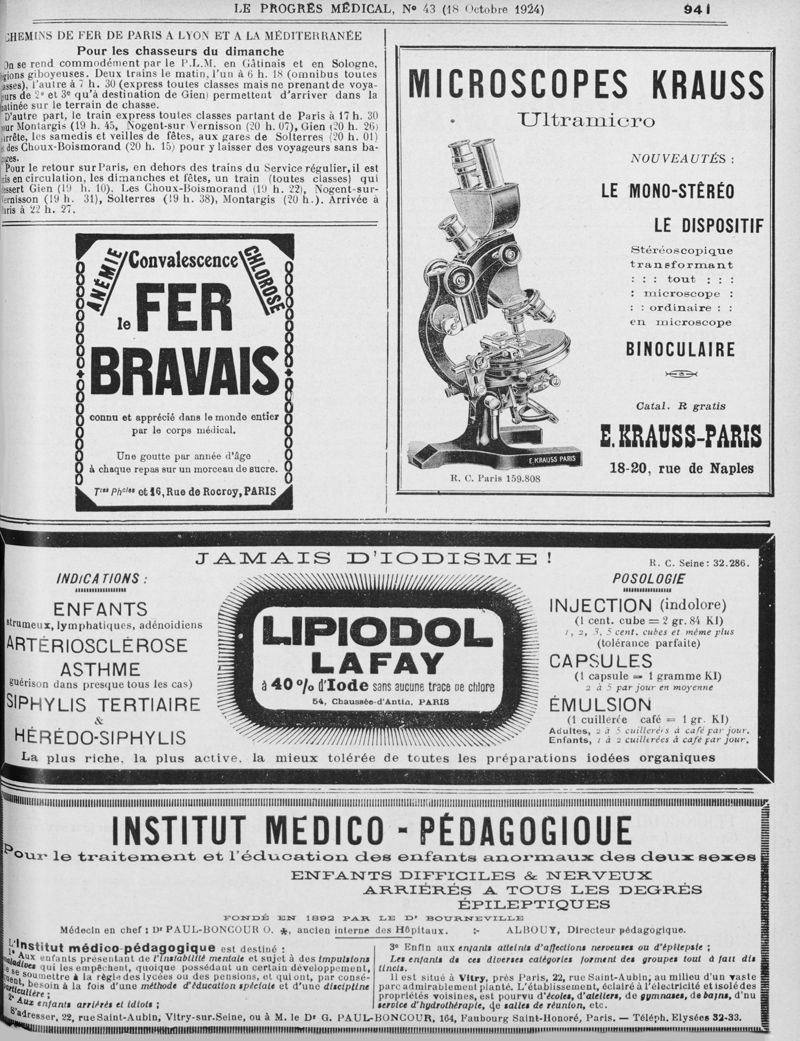 LE PROGRÈS MÉDICAL, Nº 43 (18 Octobre 1924) 941
CHEMINS DE FER DE PARIS A LYON ET A LA MÉDITERRANÉE
Pour les chasseurs du dimanche
On se rend commodément par le P.L.M. en Gâtinais et en Sologne,
régions giboyeuses. Deux trains le matin, l'un à 6 h. 18 (omnibus toutes
classes), l'autre à 7 h. 30 (express toutes classes mais ne prenant de voya-
geurs de 2e et 3e qu'à destination de Gien) permettent d'arriver dans la
matinée sur le terrain de chasse.
D'autre part, le train express toutes classes partant de Paris à 17 h. 30
pour Montargis (19 h. 45, Nogent-sur Vernisson (20 h. 07), Gien (20 h. 26)
arrête, les samedis et veilles de fêtes, aux gares de Solterres (20 h. 01)
et des Choux-Boismorand (20 h. 15) pour y laisser des voyageurs sans ba-
gages.
Pour le retour sur Paris, en dehors des trains du Service régulier, il est
mis en circulation, les dimanches et fêtes, un train (toutes classes) qui
dessert Gien (19 h. 10). Les Choux-Boismorand (19 h. 22), Nogent-sur-
Vernisson (19 h. 31), Solterres (19 h. 38), Montargis (20 h.). Arrivée à
Paris à 22 h. 27.
ANÉMIE
Convalescence
CHLOROSE
le FER
BRAVAIS
connu et apprécié dans le monde entier
par le corps médical.
Une goutte par année d'âge
à chaque repas sur un morceau de sucre.
Tes Phcies et 16, Rue de Rocroy, PARIS
MICROSCOPES KRAUSS
Ultramicro
NOUVEAUTÉS :
LE MONO-STÉRÉO
LE DISPOSITIF
Stéréoscopique
transformant
: : : tout : : :
: microscope :
: : ordinaire : :
en microscope
BINOCULAIRE
Catal. R gratis
E. KRAUSS-PARIS
18-20, rue de Naples
E.KRAUSS PARIS
R. C. Paris 159.808
JAMAIS D'IODISME !
R. C. Seine : 32.286.
INDICATIONS :
ENFANTS
strumeux, lymphatiques, adénoidiens
ARTÉRIOSCLÉROSE
ASTHME
guérison dans presque tous les cas)
SIPHYLIS TERTIAIRE
&
HÉRÉDO-SIPHYLIS
LIPIODOL
LAFAY
à 40 % d'Iode sans aucune trace de chlore
54, Chaussée-d'Antin, PARIS
POSOLOGIE
INJECTION (indolore)
(1 cent. cube = 2 gr. 84 KI)
1, 2, 3, 5 cent. cubes et même plus
(tolérance parfaite)
CAPSULES
(1 capsule = 1 gramme KI)
2 à 5 par jour en moyenne
ÉMULSION
(1 cuillerée café = 1 gr. KI)
Adultes, 2 à 5 cuillerées à café par jour.
Enfants, 1 à 2 cuillerées à café par jour.
La plus riche, la plus active, la mieux tolérée de toutes les préparations iodées organiques
INSTITUT MÉDICO - PÉDAGOGIQUE
Pour le traitement et l'éducation des enfants anormaux des deux sexes
ENFANTS DIFFICILES & NERVEUX
ARRIÉRÉS A TOUS LES DEGRÉS
ÉPILEPTIQUES
FONDÉ EN 1892 PAR LE Dr BOURNEVILLE
Médecin en chef : Dr PAUL-BONCOUR O. *, ancien interne des Hôpitaux. :- ALBOUY, Directeur pédagogique.
L'Institut médico-pédagogique est destiné :
1º Aux enfants présentant de l'instabilité mentale et sujet à des impulsions
maladives qui les empêchent, quoique possédant un certain développement,
de se soumettre à la règle des lycées ou des pensions, et qui ont, par consé-
quent, besoin à la fois d'une méthode d'éducation spéciale et d'une discipline
particulière ;
2º Aux enfants arriérés et idiots ;
3º Enfin aux enfants atteints d'affections nerveuses ou d'épilepsie ;
Les enfants de ces diverses catégories forment des groupes tout à fait dis
tincts.
Il est situé à Vitry, près Paris, 22, rue Saint-Aubin, au milieu d'un vaste
parc admirablement planté. L'établissement, éclairé à l'électricité et isolé des
propriétés voisines, est pourvu d'écoles, d'ateliers, de gymnases, de bains, d'nu
service d'hydrothérapie, de salles de réunion, etc.
S'adresser, 22, rue Saint-Aubin, Vitry-sur.Seine, ou à M. le Dr G. PAUL-BONCOUR, 164, Faubourg Saint-Honoré, Paris. — Téléph. Elysées 32-33.